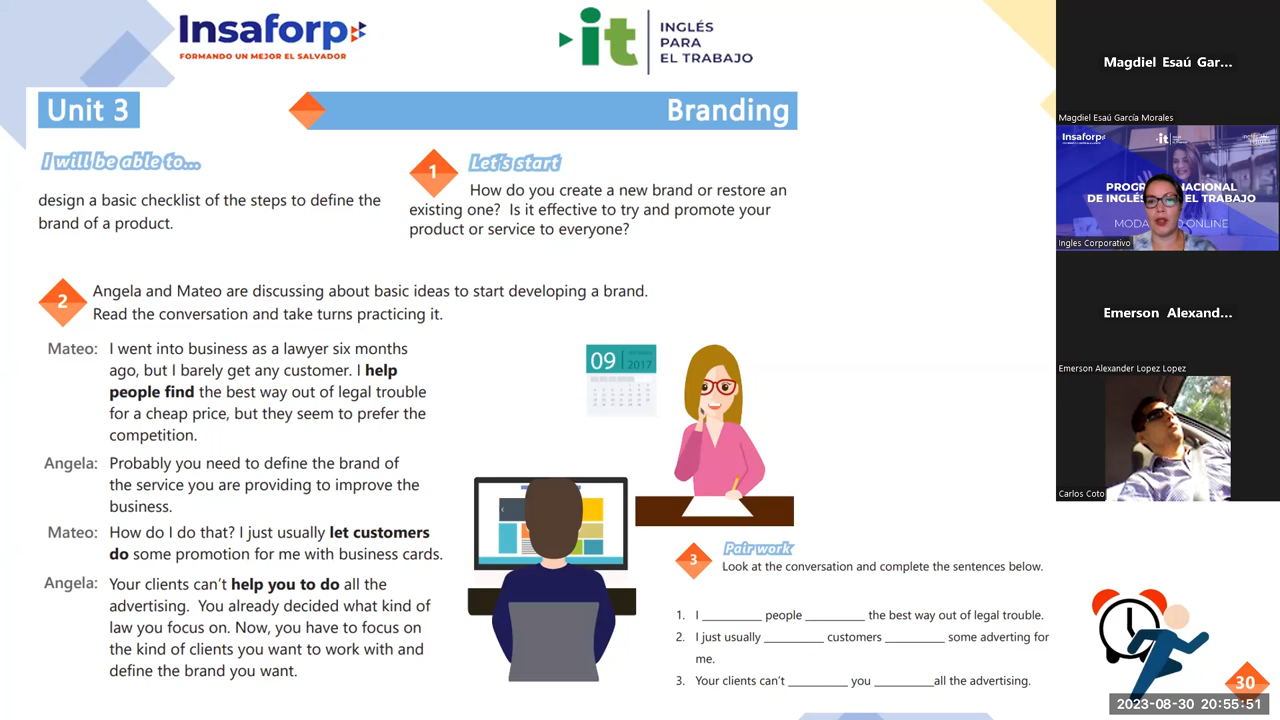 Insaforp
FORMANDO UN MEJOR EL SALVADOR
it
INGLÉS
PARA
EL TRABAJO
Unit 3
Branding
I will be able to...
design a basic checklist of the steps to define the
brand of a product.
1
Let's start
How do you create a new brand or restore an
existing one? Is it effective to try and promote your
product or service to everyone?
2
Angela and Mateo are discussing about basic ideas to start developing a brand.
Read the conversation and take turns practicing it.
Mateo: I went into business as a lawyer six months
ago, but I barely get any customer. I help
people find the best way out of legal trouble
for a cheap price, but they seem to prefer the
competition.
Angela: Probably you need to define the brand of
the service you are providing to improve the
business.
Mateo: How do I do that? I just usually let customers
do some promotion for me with business cards.
Angela: Your clients can't help you to do all the
advertising. You already decided what kind of
law you focus on. Now, you have to focus on
the kind of clients you want to work with and
define the brand you want.
09
2017
3
Pair work
Look at the conversation and complete the sentences below.
1. I _________ people _________ the best way out of legal trouble.
2. I just usually _________ customers _________ some adverting for
me.
3. Your clients can't _________ you _________all the advertising.
30
Magdiel Esaú Gar...
Magdiel Esaú García Morales
Insaforp
it
DE INGLÉS EL TRABAJO
Ingles Corporativo
Emerson Alexand...
Emerson Alexander Lopez Lopez
Carlos Coto
2023-08-30 20:55:51